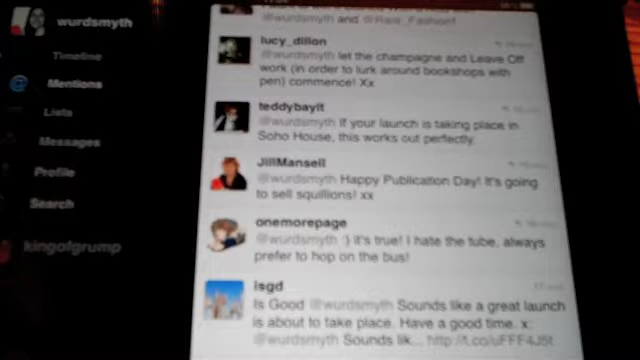 wurdsmyth
Timeline
Mentions
Lists
Messages
Profile
Search
kingofgrump
@wurdsmyth and
lucy_dillon
@wurdsmyth let the champagne and Leave Off
work (in order to lurk around bookshops with
pen) commence! Xx
teddybayit
@wurdsmyth If your launch is taking place in
Soho House, this works out perfectly.
JillMansell
@wurdsmyth Happy Publication Day! It's going
to sell squillions! xx
onemorepage
@wurdsmyth :) it's true! I hate the tube, always
prefer to hop on the bus!
isgd
Is Good @wurdsmyth Sounds like a great launch
is about to take place. Have a good time. x:
@wurdsmyth Sounds lik...